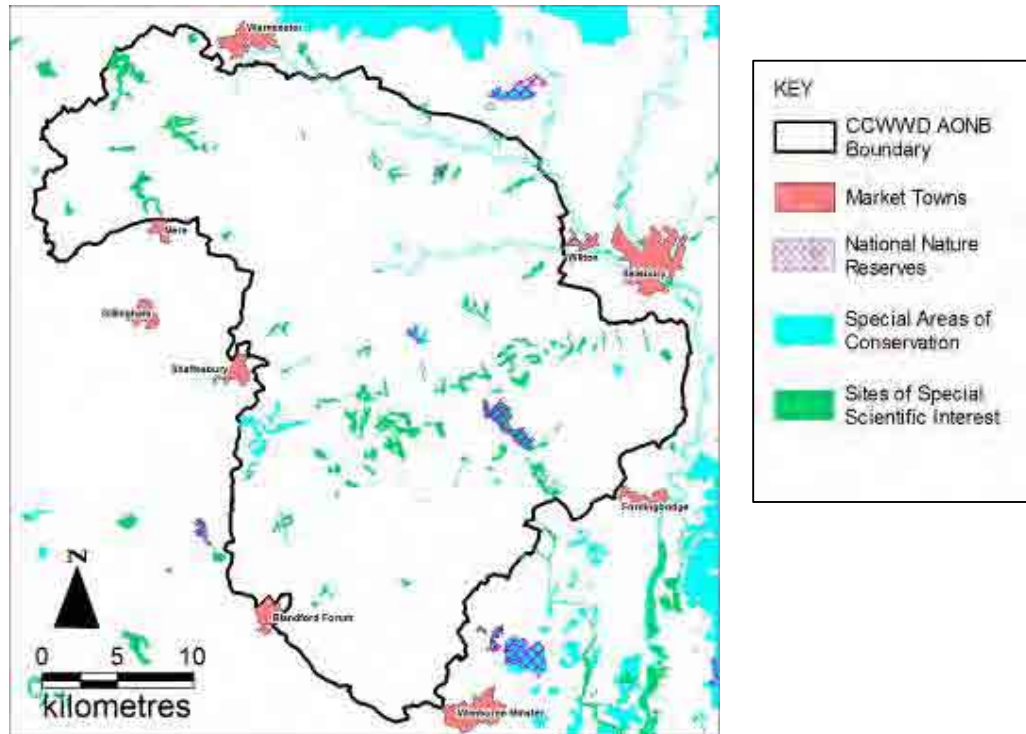 Warminster
Mere
Wilton
Salisbury
Gillingham
Shaftesbury
Fordingbridge
Blandford Forum
Wimborne Minster
N
0 5 10
kilometres
KEY
CCWWD AONB
Boundary
Market Towns
National Nature
Reserves
Special Areas of
Conservation
Sites of Special
Scientific Interest